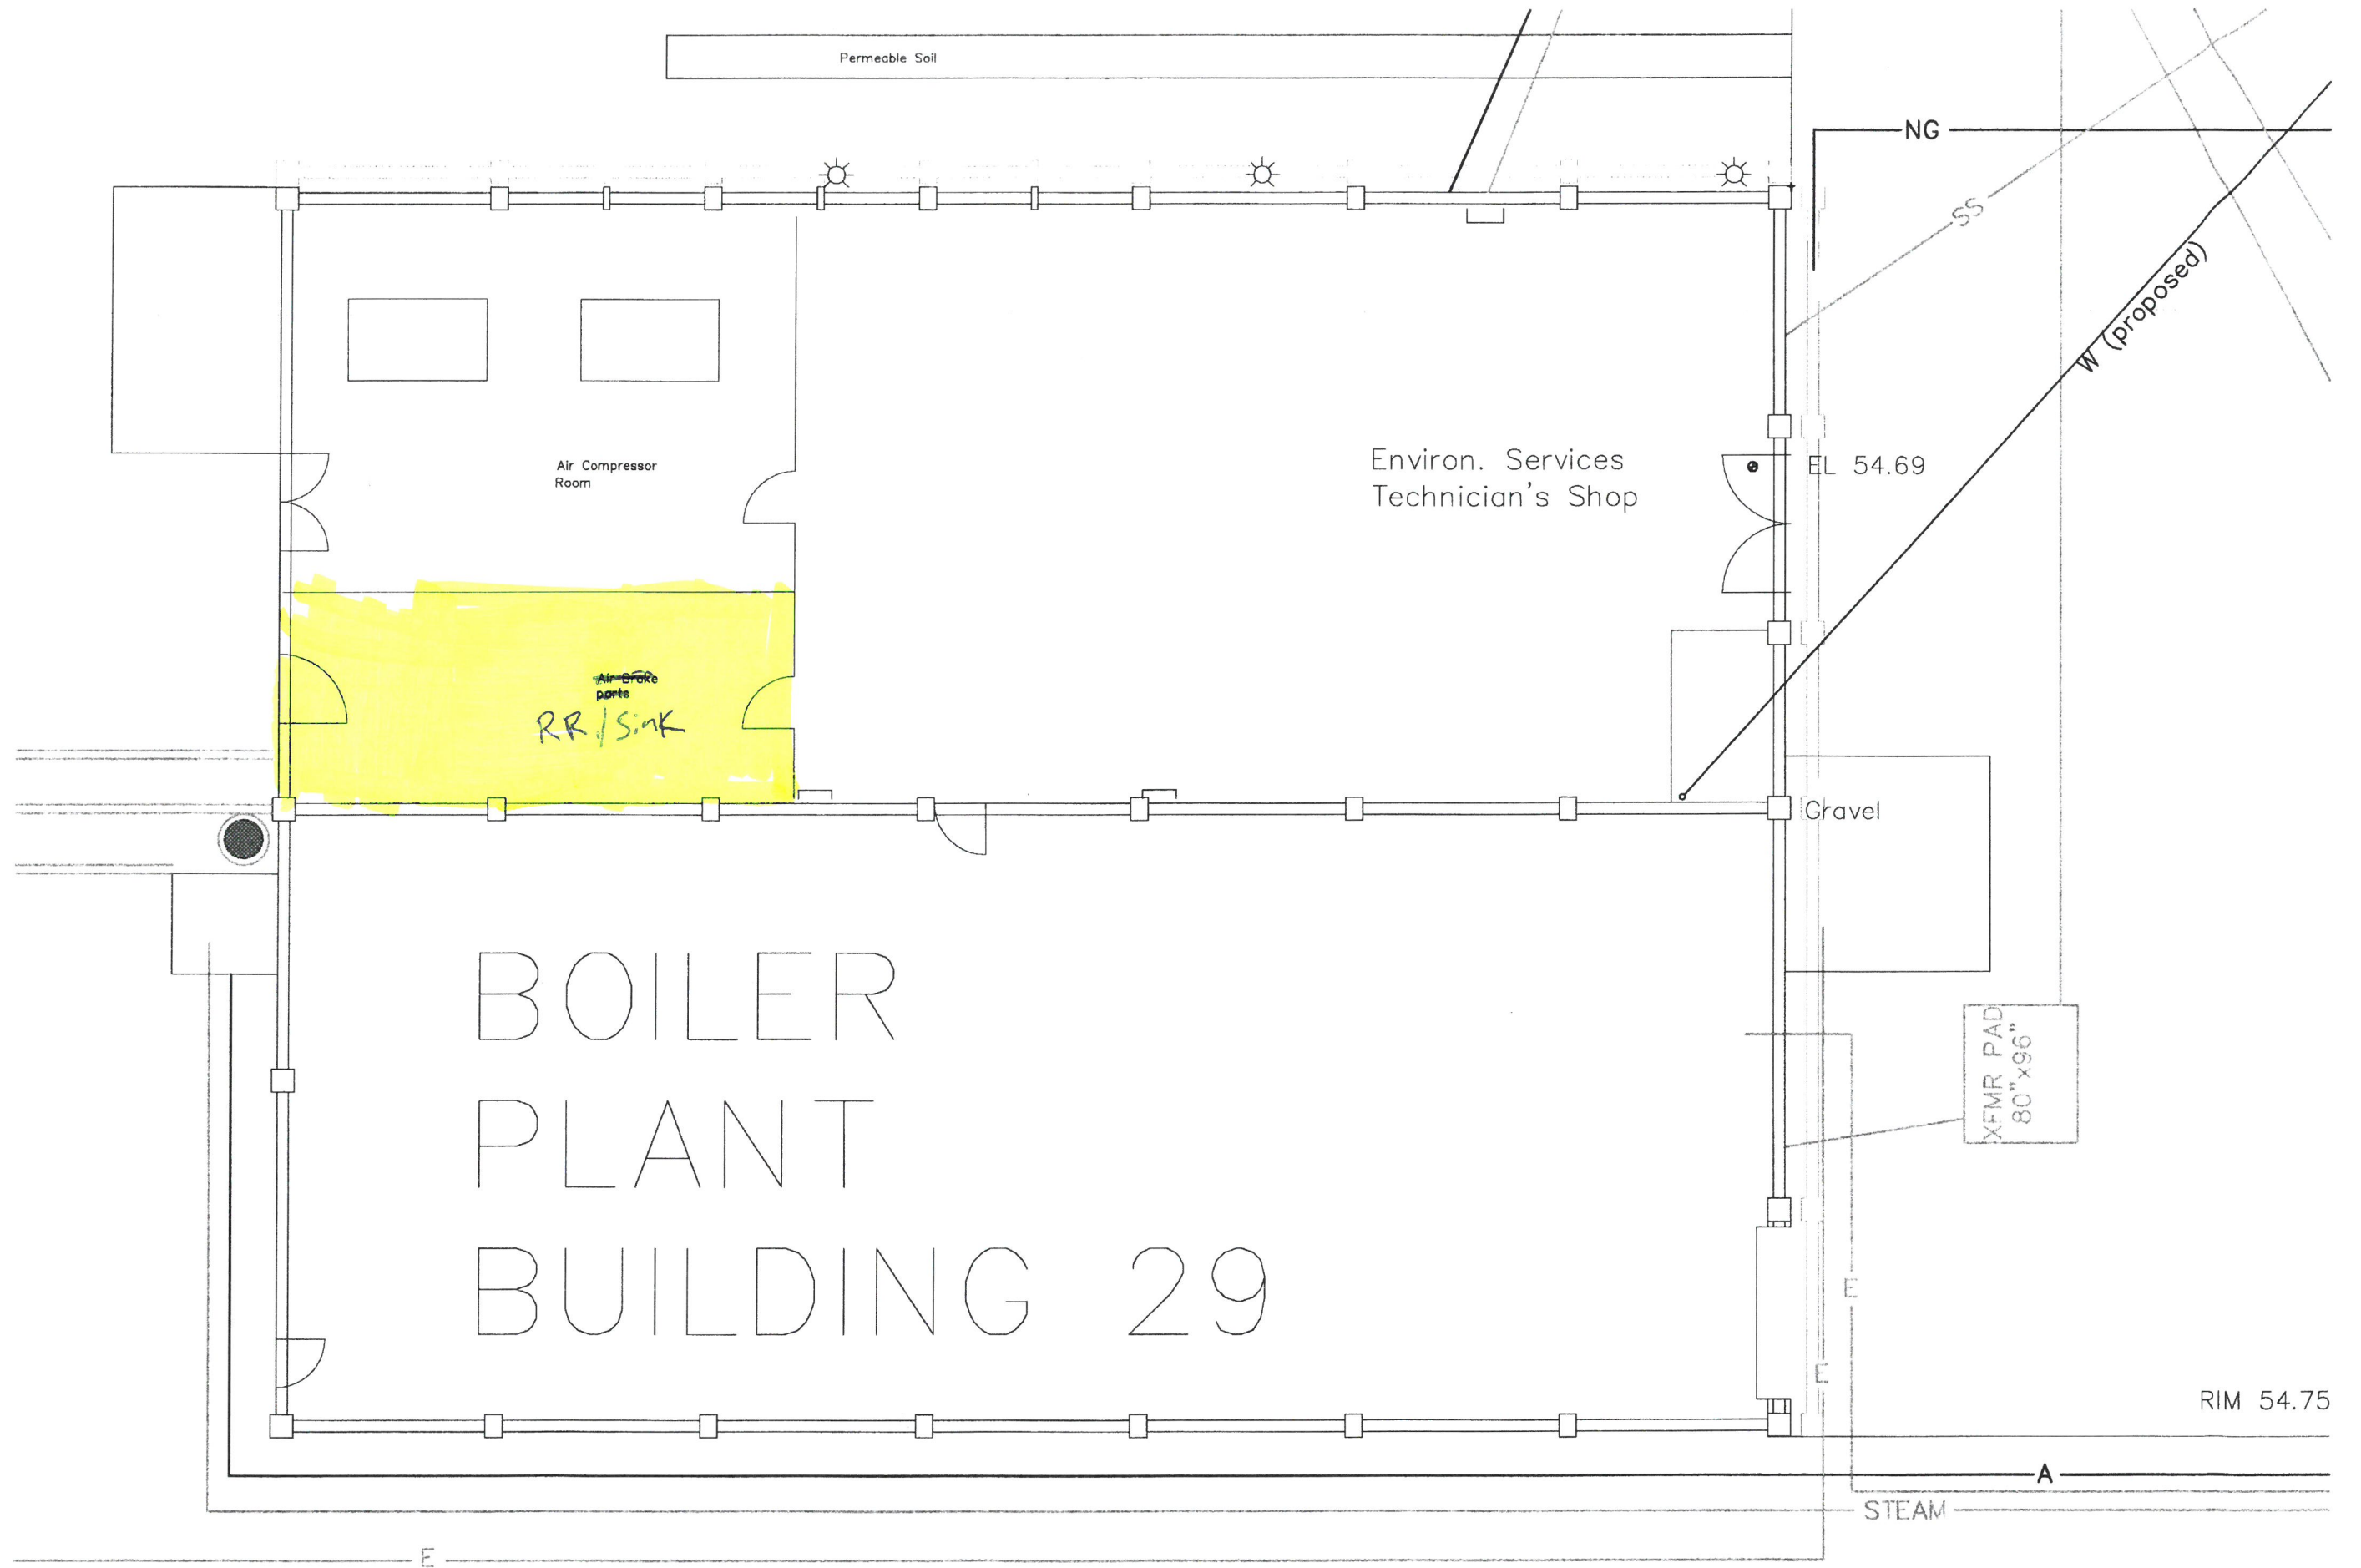 Permeable Soil
NG
SS
W (proposed)
Air Compressor
Room
Environ. Services
Technician's Shop
EL 54.69
Air Brake
parts
RR / Sink
Gravel
BOILER
PLANT
BUILDING 29
XFMR PAD
80"x96"
E
E
RIM 54.75
A
STEAM
E